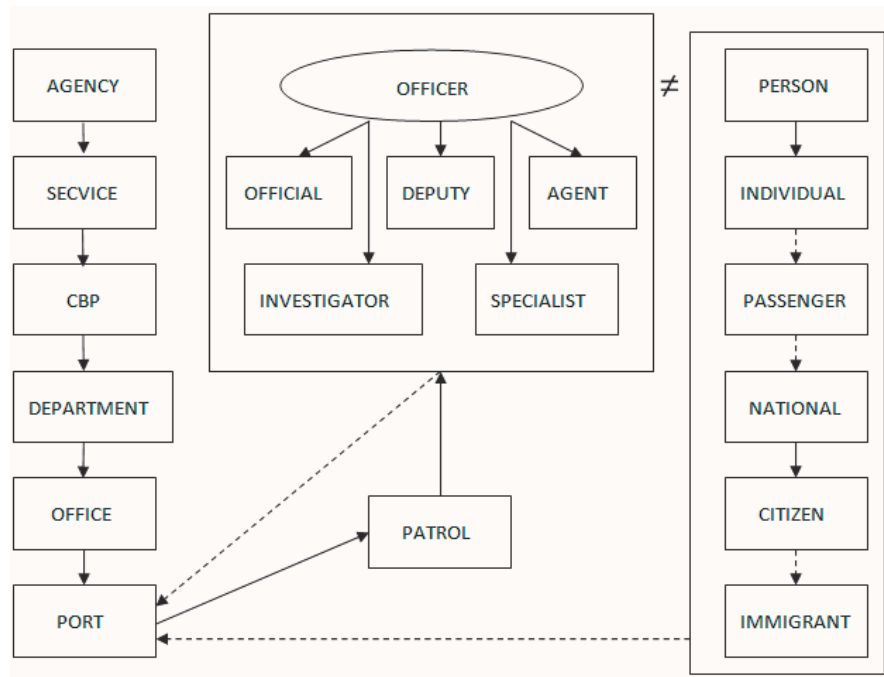 AGENCY
SECVICE
CBP
DEPARTMENT
OFFICE
PORT
OFFICER
OFFICIAL
DEPUTY
AGENT
INVESTIGATOR
SPECIALIST
PATROL
≠
PERSON
INDIVIDUAL
PASSENGER
NATIONAL
CITIZEN
IMMIGRANT